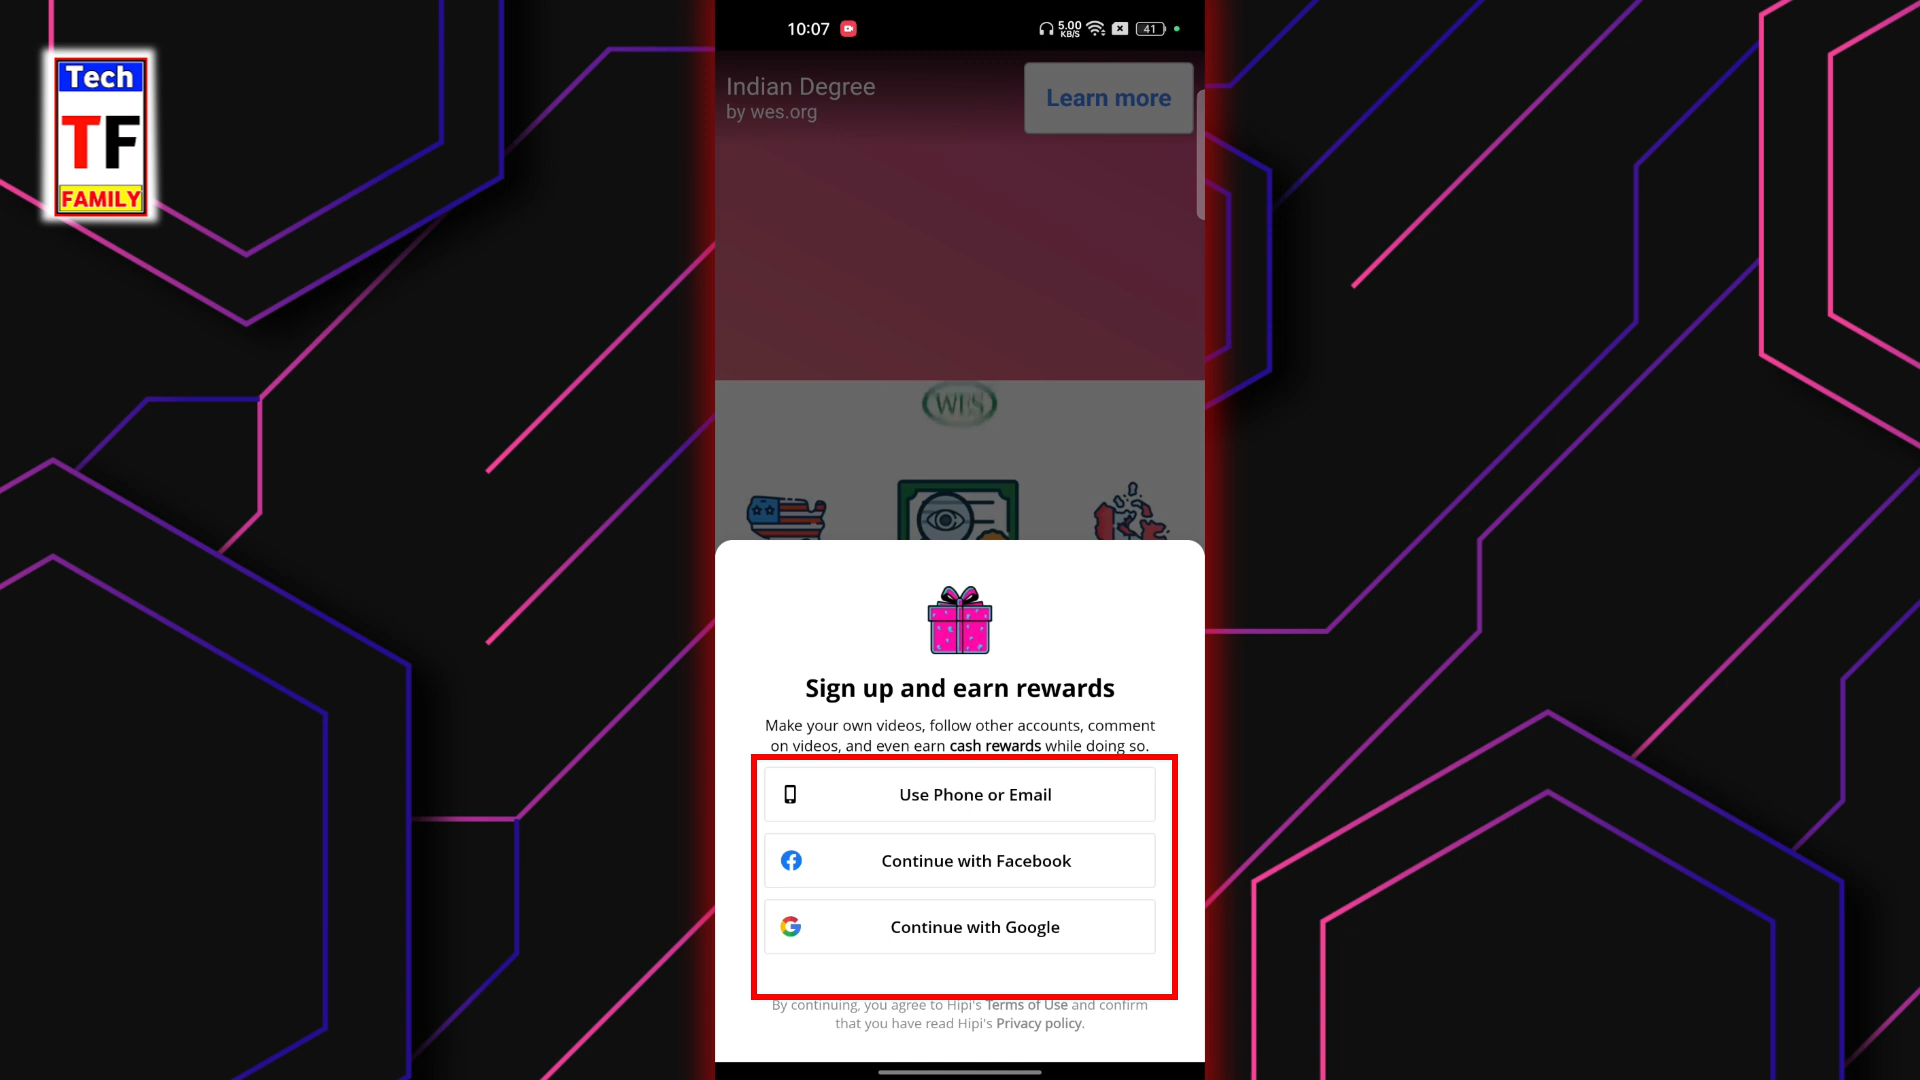 Tech
TF
FAMILY
10:07
5.00
KB/S
41
Indian Degree
by wes.org
Learn more
WES
Sign up and earn rewards
Make your own videos, follow other accounts, comment
on videos, and even earn cash rewards while doing so.
Use Phone or Email
Continue with Facebook
Continue with Google
By continuing, you agree to Hipi's Terms of Use and confirm
that you have read Hipi's Privacy policy.